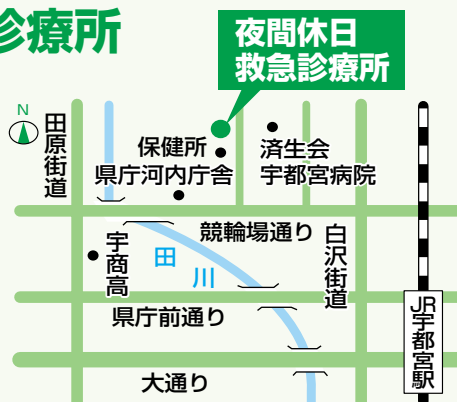 診療所
夜間休日
救急診療所
N
田原街道
保健所
済生会
宇都宮病院
県庁河内庁舎
競輪場通り
白沢街道
宇商高
田川
県庁前通り
JR宇都宮駅
大通り